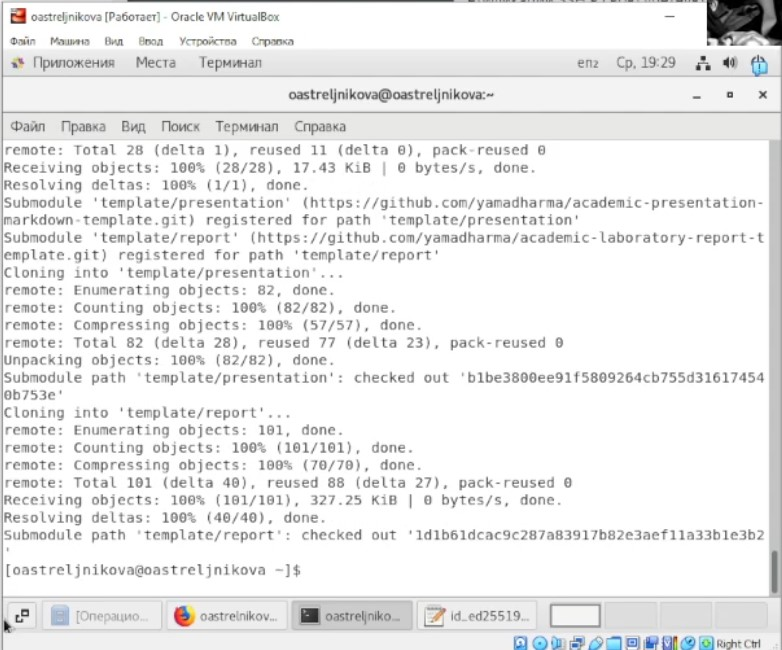 oastreljnikova [Работает] - Oracle VM VirtualBox
Файл Машина Вид Ввод Устройства Справка
Приложения Места Терминал en2 Ср, 19:29
oastreljnikova@oastreljnikova:~
Файл Правка Вид Поиск Терминал Справка
remote: Total 28 (delta 1), reused 11 (delta 0), pack-reused 0
Receiving objects: 100% (28/28), 17.43 KiB | 0 bytes/s, done.
Resolving deltas: 100% (1/1), done.
Submodule 'template/presentation' (https://github.com/yamadharma/academic-presentation-
markdown-template.git) registered for path 'template/presentation'
Submodule 'template/report' (https://github.com/yamadharma/academic-laboratory-report-t
emplate.git) registered for path 'template/report'
Cloning into 'template/presentation'...
remote: Enumerating objects: 82, done.
remote: Counting objects: 100% (82/82), done.
remote: Compressing objects: 100% (57/57), done.
remote: Total 82 (delta 28), reused 77 (delta 23), pack-reused 0
Unpacking objects: 100% (82/82), done.
Submodule path 'template/presentation': checked out 'b1be3800ee91f5809264cb755d31617454
0b753e'
Cloning into 'template/report'...
remote: Enumerating objects: 101, done.
remote: Counting objects: 100% (101/101), done.
remote: Compressing objects: 100% (70/70), done.
remote: Total 101 (delta 40), reused 88 (delta 27), pack-reused 0
Receiving objects: 100% (101/101), 327.25 KiB | 0 bytes/s, done.
Resolving deltas: 100% (40/40), done.
Submodule path 'template/report': checked out '1d1b61dcac9c287a83917b82e3aef11a33b1e3b2
'
[oastreljnikova@oastreljnikova ~]$
[Операцио... oastrelnikov... oastreljniko... id_ed25519...
Right Ctrl